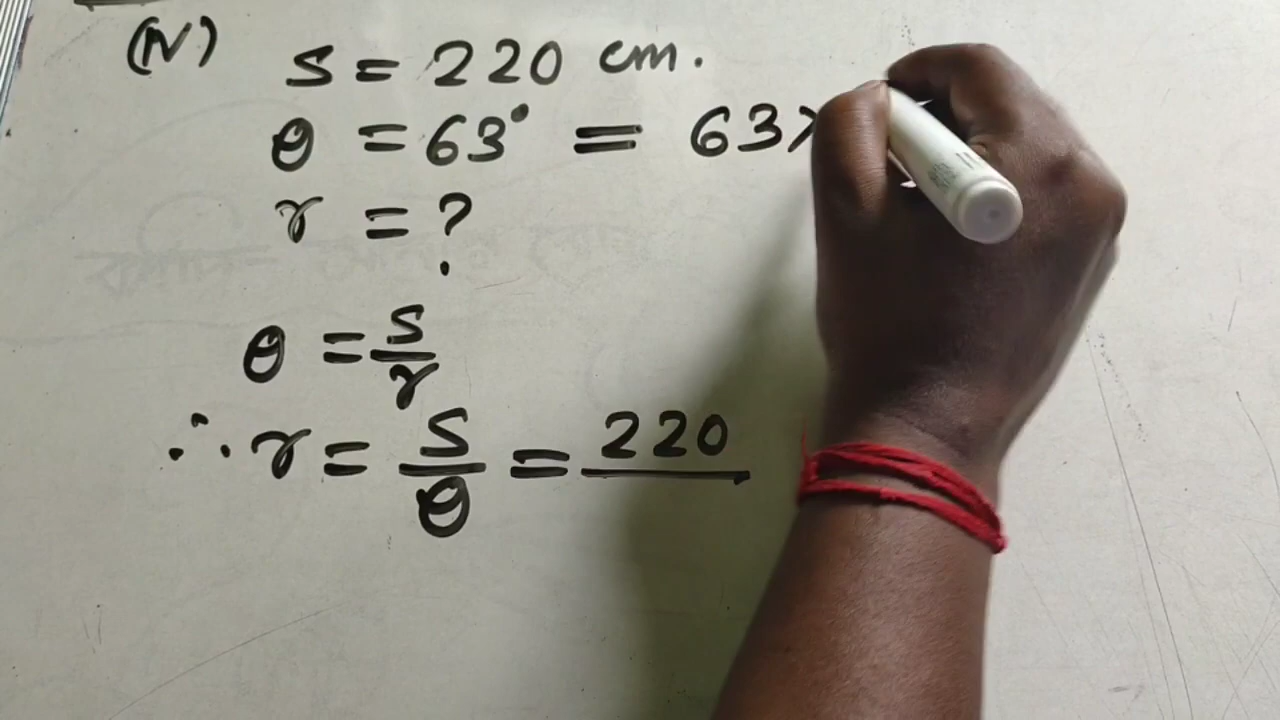 (IV) s = 220 cm.
θ = 63° = 63×
r = ?
θ = s/r
∴ r = s/θ = 220